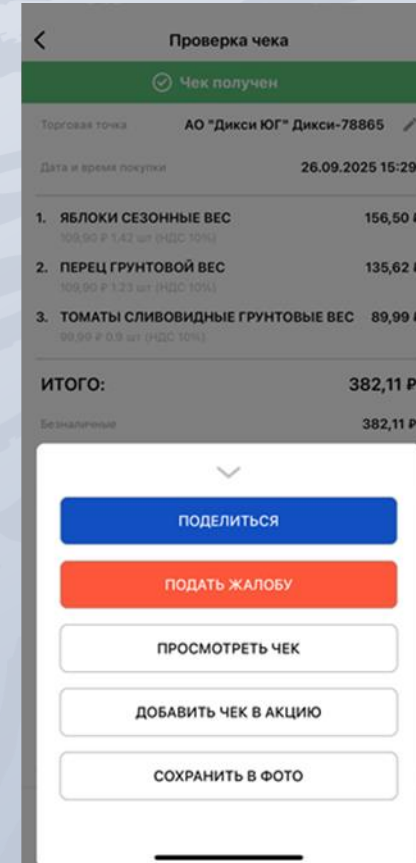 Проверка чека
Чек получен
Торговая точка АО "Дикси ЮГ" Дикси-78865
Дата и время покупки 26.09.2025 15:29
1. ЯБЛОКИ СЕЗОННЫЕ ВЕС 156,50 ₽
109,90 ₽ 1.42 шт (НДС 10%)
2. ПЕРЕЦ ГРУНТОВОЙ ВЕС 135,62 ₽
109,90 ₽ 1.23 шт (НДС 10%)
3. ТОМАТЫ СЛИВОВИДНЫЕ ГРУНТОВЫЕ ВЕС 89,99 ₽
99,99 ₽ 0.9 шт (НДС 10%)
ИТОГО: 382,11 ₽
Безналичные 382,11 ₽
ПОДЕЛИТЬСЯ
ПОДАТЬ ЖАЛОБУ
ПРОСМОТРЕТЬ ЧЕК
ДОБАВИТЬ ЧЕК В АКЦИЮ
СОХРАНИТЬ В ФОТО